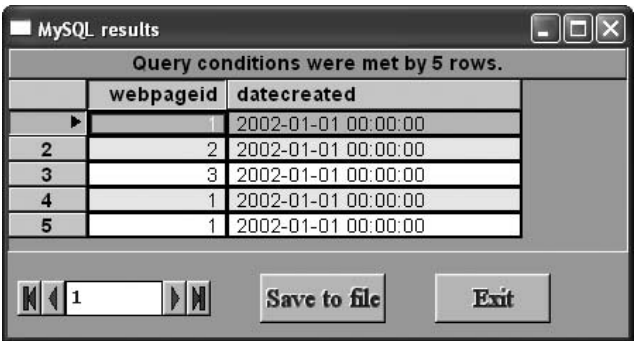 MySQL results
Query conditions were met by 5 rows.
webpageid datecreated
1 2002-01-01 00:00:00
2 2 2002-01-01 00:00:00
3 3 2002-01-01 00:00:00
4 1 2002-01-01 00:00:00
5 1 2002-01-01 00:00:00
1 Save to file Exit